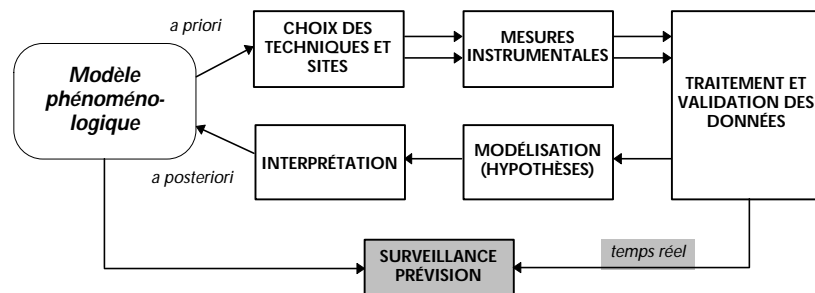 a priori
CHOIX DES
TECHNIQUES ET
SITES
MESURES
INSTRUMENTALES
Modèle
phénoméno-
logique
TRAITEMENT ET
VALIDATION DES
DONNÉES
INTERPRÉTATION
MODÉLISATION
(HYPOTHÈSES)
a posteriori
SURVEILLANCE
PRÉVISION
temps réel